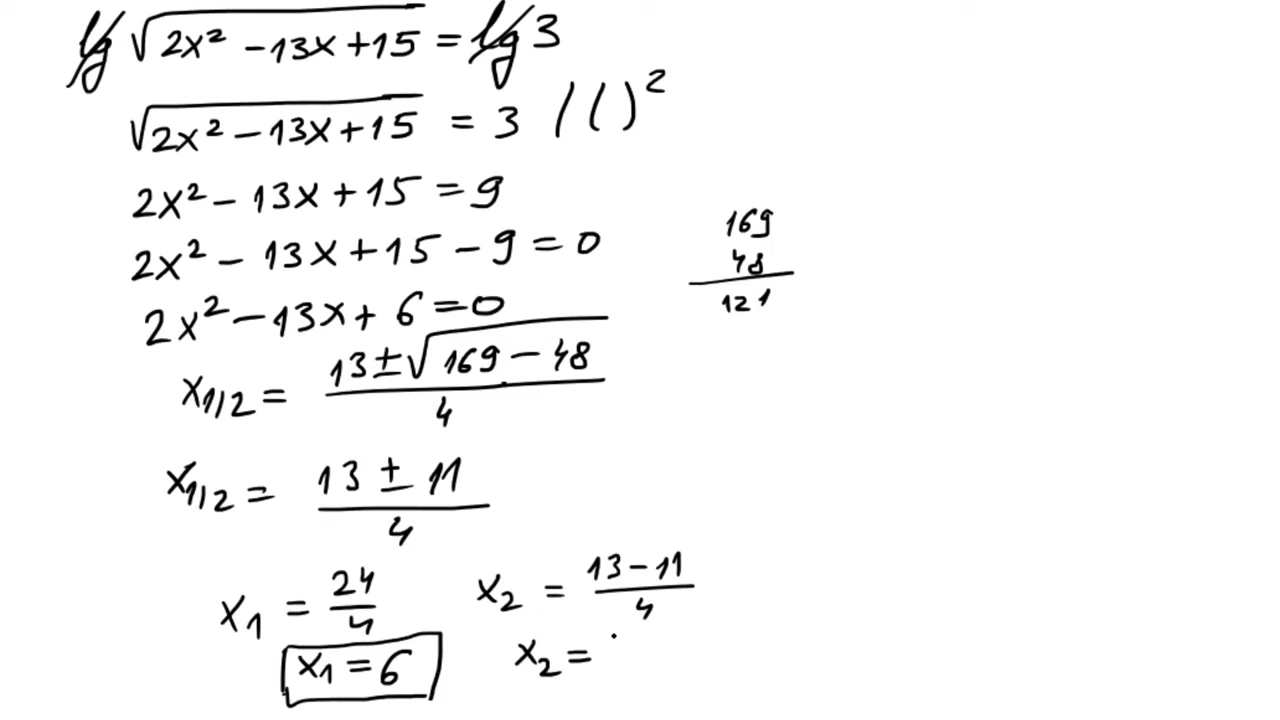 lg √(2x² - 13x + 15) = lg 3
√(2x² - 13x + 15) = 3 / ( )²
2x² - 13x + 15 = 9
2x² - 13x + 15 - 9 = 0
2x² - 13x + 6 = 0
x1/2 = (13 ± √(169 - 48)) / 4
169
48
121
x1/2 = (13 ± 11) / 4
x₁ = 24/4
x₁ = 6
x₂ = (13 - 11) / 4
x₂ =